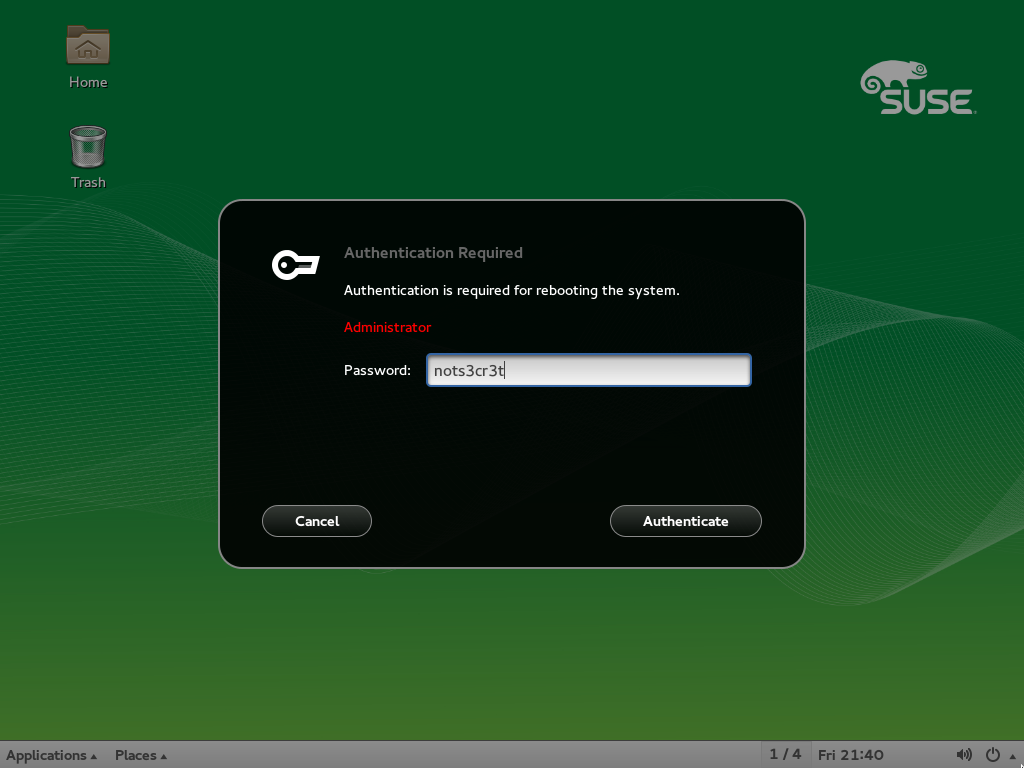 Home
SUSE
Trash
Authentication Required
Authentication is required for rebooting the system.
Administrator
Password: nots3cr3t
Cancel Authenticate
Applications Places 1 / 4 Fri 21:40